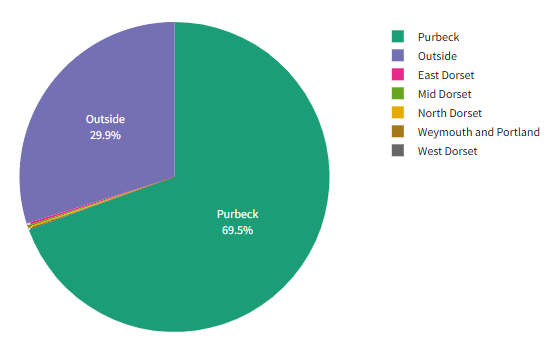 Outside
29.9%
Purbeck
69.5%
Purbeck
Outside
East Dorset
Mid Dorset
North Dorset
Weymouth and Portland
West Dorset